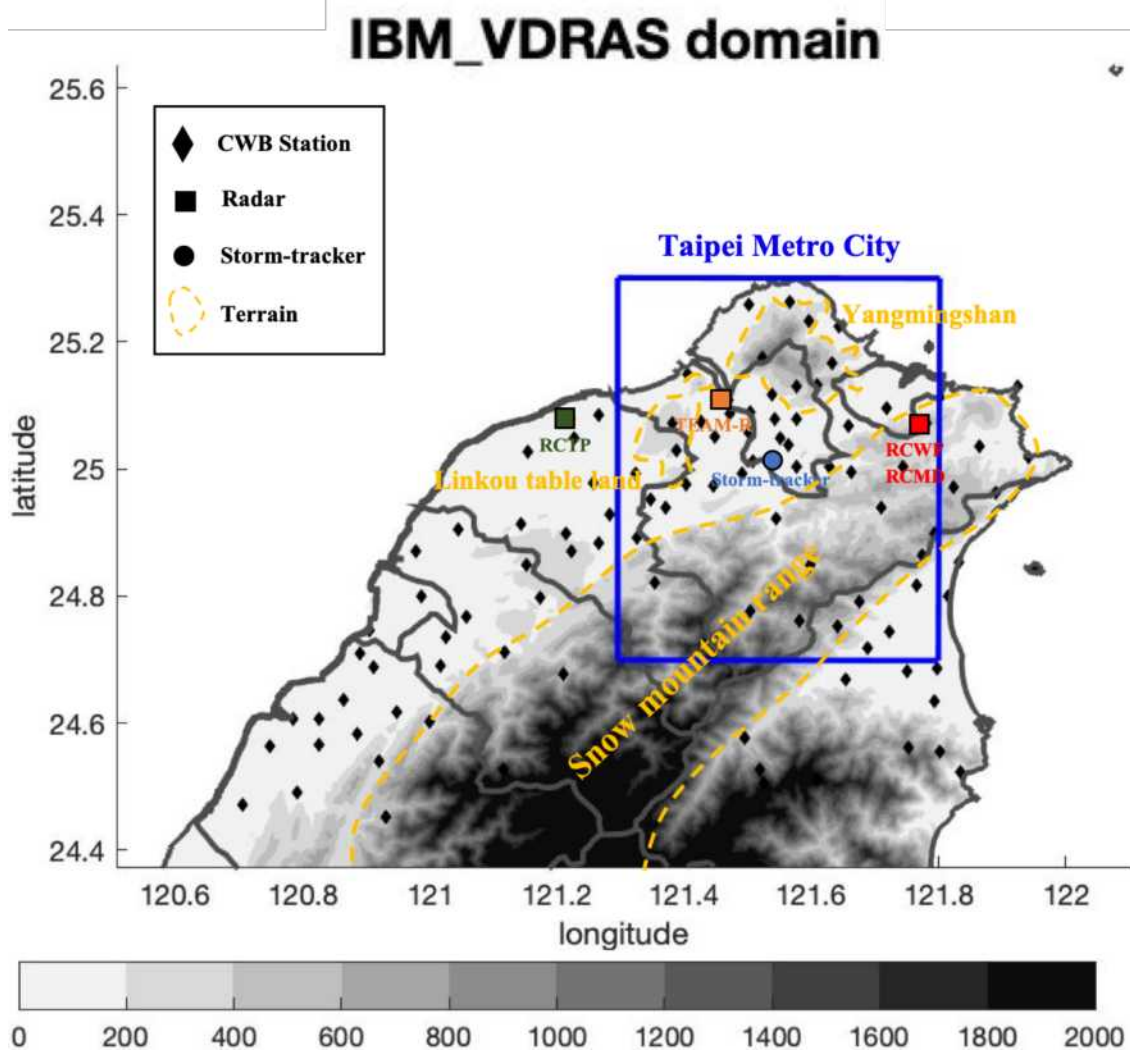 IBM_VDRAS domain
25.6
25.4
25.2
25
24.8
24.6
24.4
latitude
CWB Station
Radar
Storm-tracker
Terrain
Taipei Metro City
Yangmingshan
TEAM-R
RCTP
RCWF
RCMD
Linkou table land
Storm-tracker
Snow mountain range
120.6 120.8 121 121.2 121.4 121.6 121.8 122
longitude
0 200 400 600 800 1000 1200 1400 1600 1800 2000